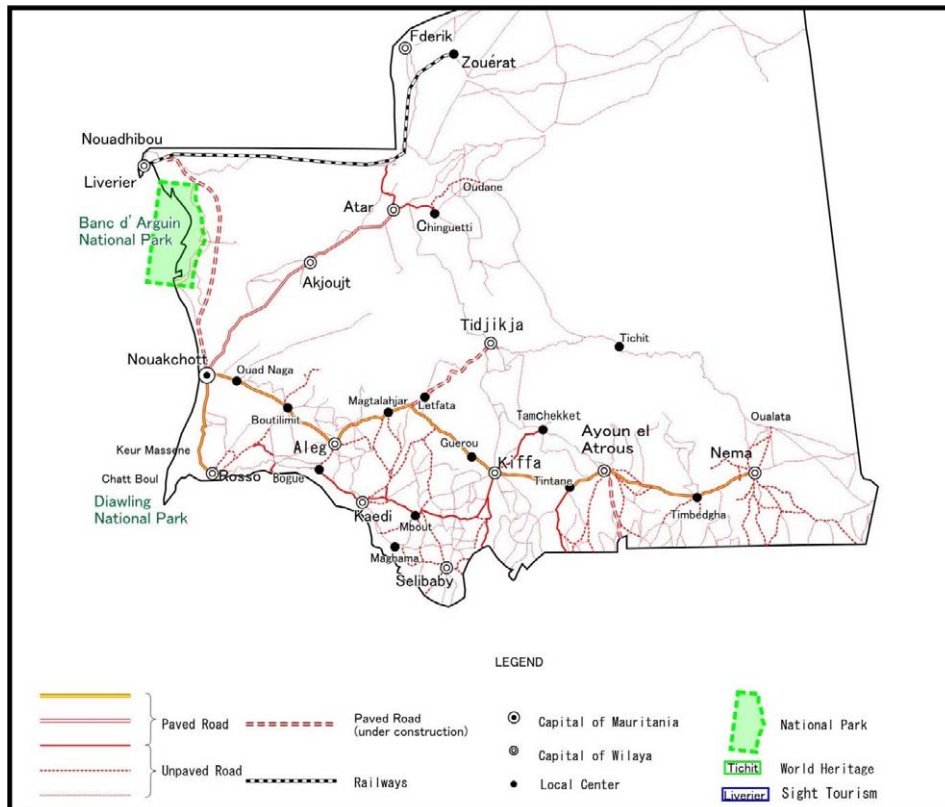 Fderik
Zouérat
Nouadhibou
Liverier
Oudane
Atar
Chinguetti
Banc d' Arguin
National Park
Akjoujt
Tidjikja
Tichit
Nouakchott
Ouad Naga
Magtalahjar
Letfata
Boutilimit
Tamchekket
Oualata
Aleg
Guerou
Ayoun el
Atrous
Keur Massene
Kiffa
Nema
Chatt Boul
Rosso
Bogue
Tintane
Diawling
National Park
Kaedi
Mbout
Timbedgha
Maghama
Selibaby
LEGEND
Paved Road
Paved Road
(under construction)
Capital of Mauritania
National Park
Capital of Wilaya
Unpaved Road
Railways
Local Center
Tichit World Heritage
Liverier Sight Tourism